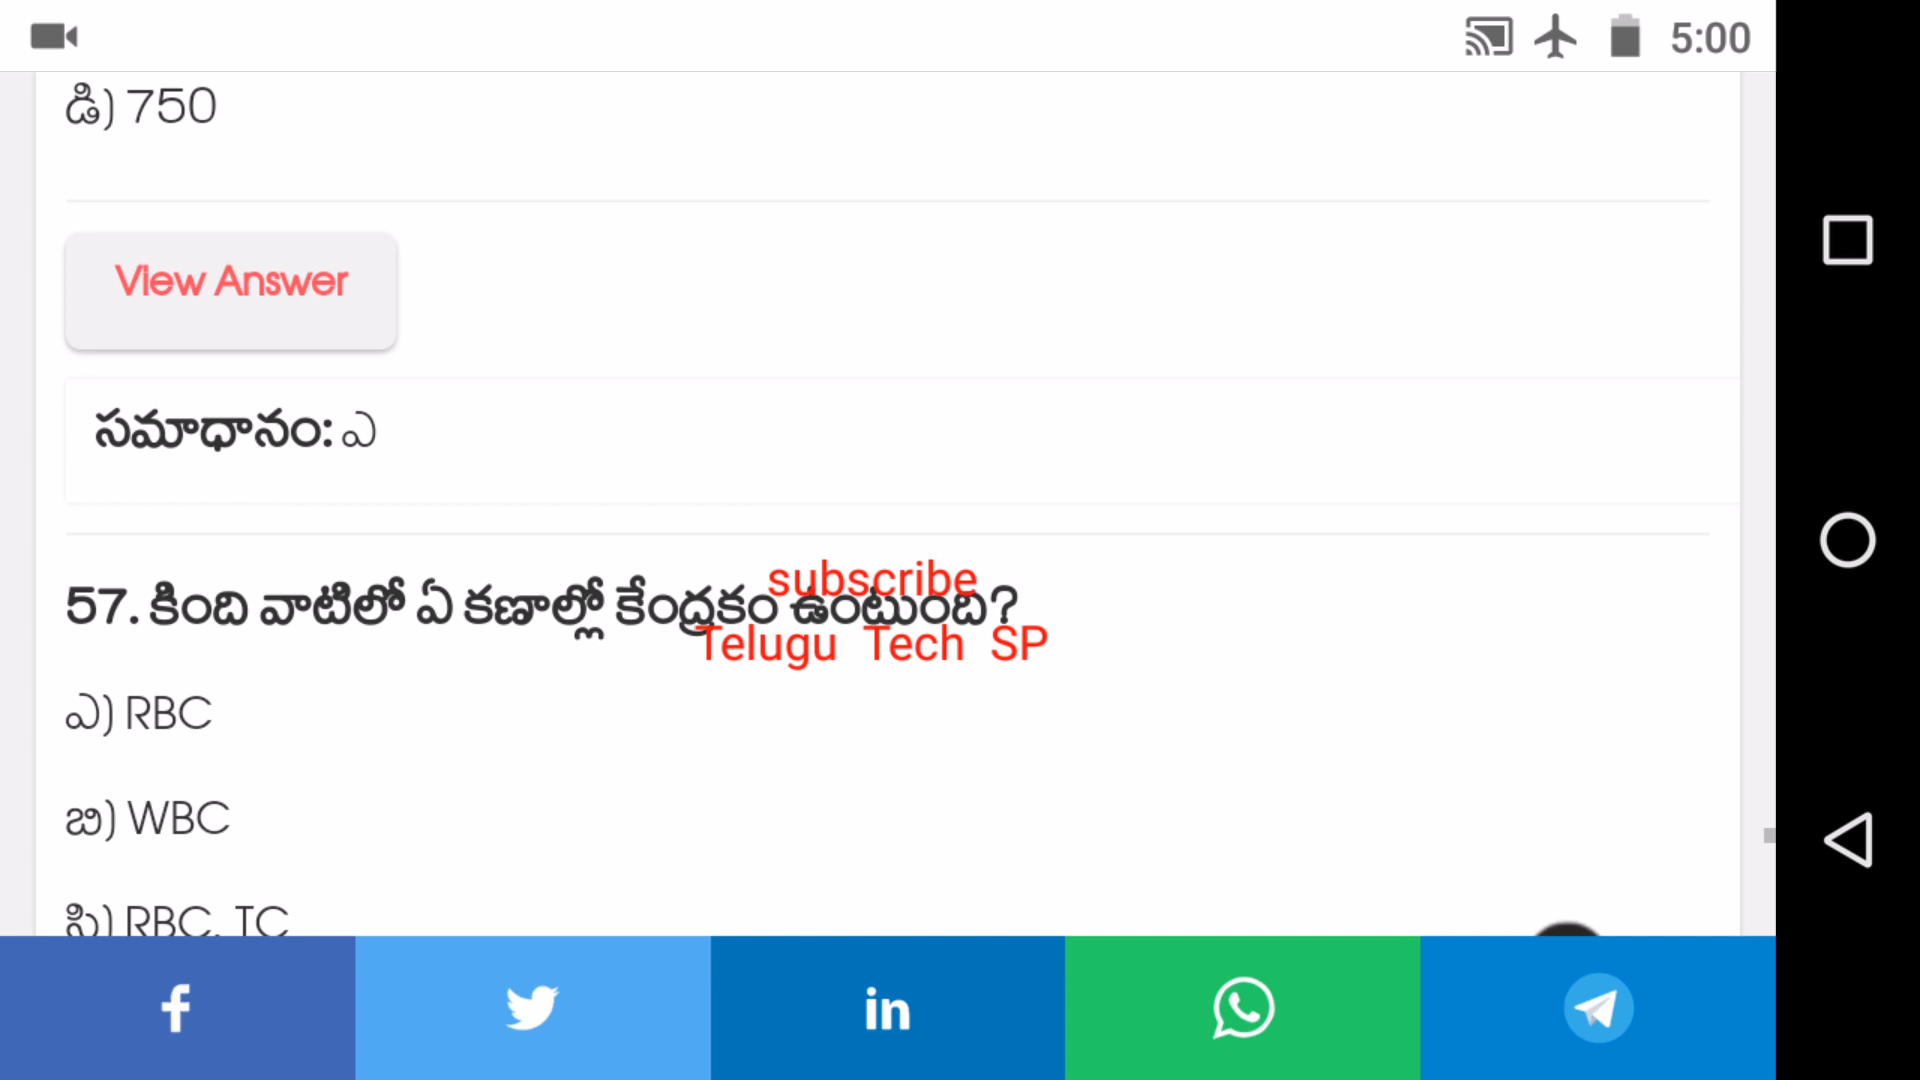 5:00
డి) 750
View Answer
సమాధానం: ఎ
subscribe
57. కింది వాటిలో ఏ కణాల్లో కేంద్రకం ఉంటుంది?
Telugu Tech SP
ఎ) RBC
బి) WBC
సి) RBC, TC